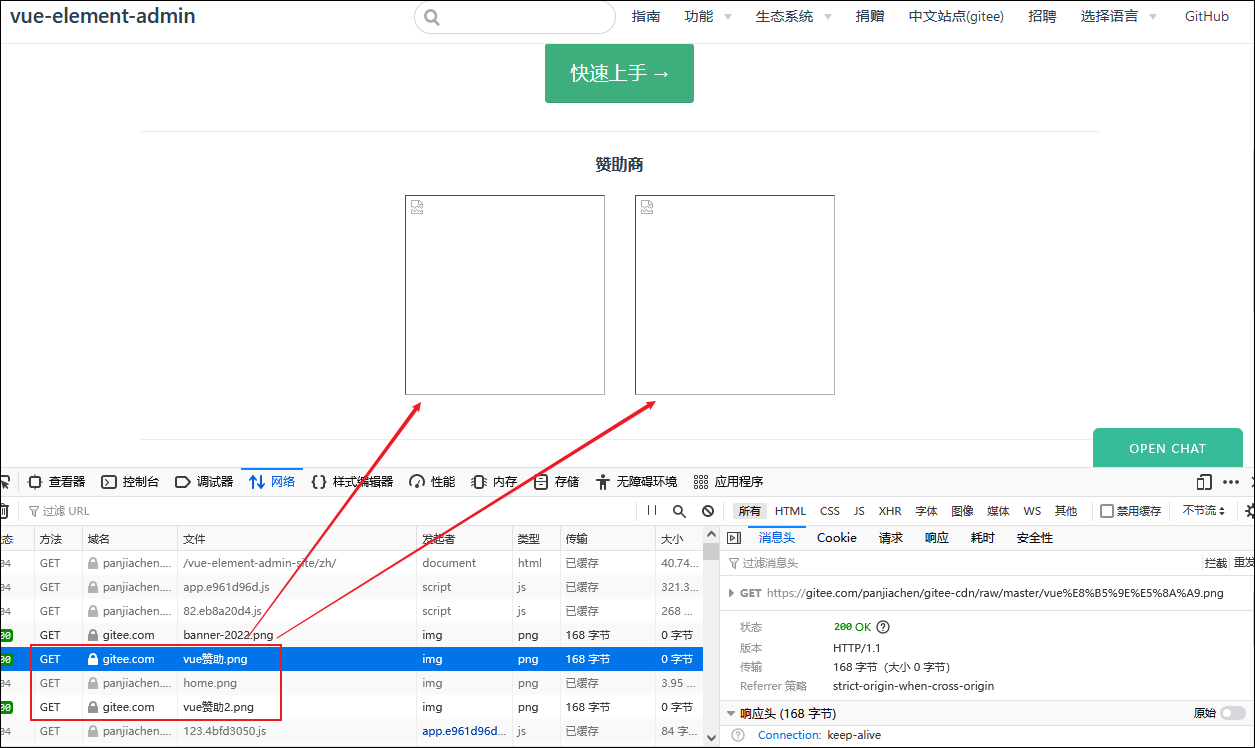 vue-element-admin 指南 功能 生态系统 捐赠 中文站点(gitee) 招聘 选择语言 GitHub
快速上手 →
赞助商
OPEN CHAT
查看器 控制台 调试器 网络 {} 样式编辑器 性能 内存 存储 无障碍环境 应用程序
过滤 URL 所有 HTML CSS JS XHR 字体 图像 媒体 WS 其他 禁用缓存 不节流
态 方法 域名 文件 发起者 类型 传输 大小
消息头 Cookie 请求 响应 耗时 安全性
04 GET panjiachen.... /vue-element-admin-site/zh/ document html 已缓存 40.74...
过滤消息头 拦截 重发
04 GET panjiachen.... app.e961d96d.js script js 已缓存 321.3...
GET https://gitee.com/panjiachen/gitee-cdn/raw/master/vue%E8%B5%9E%E5%8A%A9.png
04 GET panjiachen.... 82.eb8a20d4.js script js 已缓存 268 ...
状态 200 OK
00 GET gitee.com banner-2022.png img png 168 字节 0 字节
版本 HTTP/1.1
00 GET gitee.com vue赞助.png img png 168 字节 0 字节
传输 168 字节（大小 0 字节）
04 GET panjiachen.... home.png img png 已缓存 3.95 ...
Referrer 策略 strict-origin-when-cross-origin
00 GET gitee.com vue赞助2.png img png 168 字节 0 字节
响应头 (168 字节) 原始
04 GET panjiachen.... 123.4bfd3050.js app.e961d96d... js 已缓存 84 字...
Connection: keep-alive